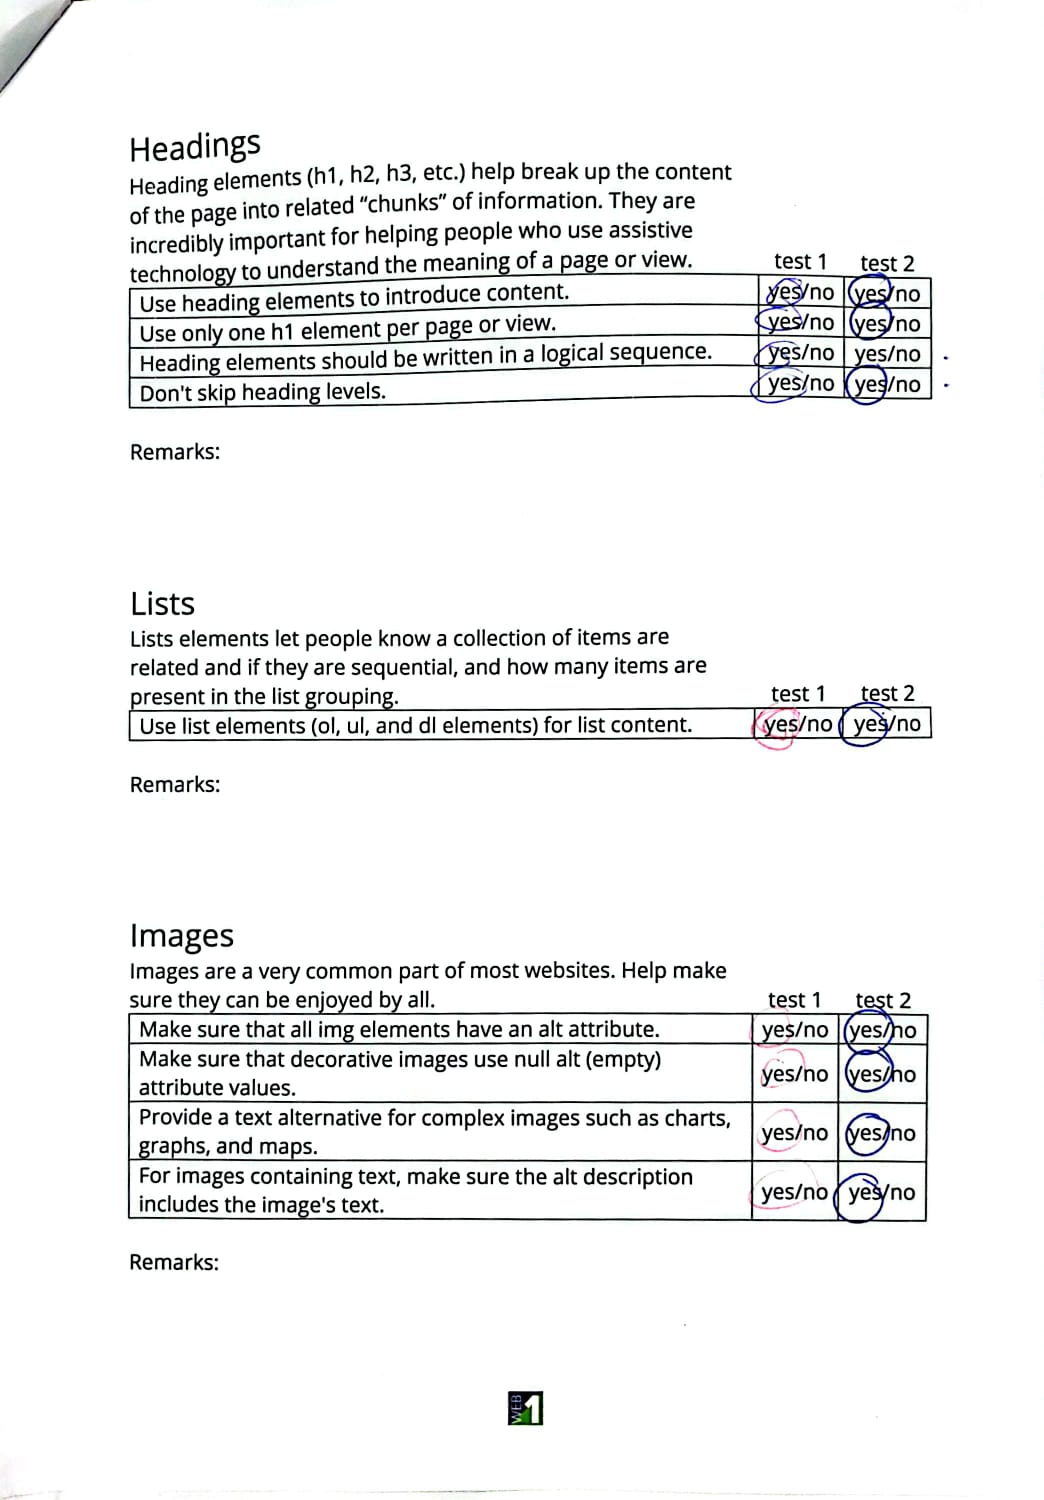 Headings
Heading elements (h1, h2, h3, etc.) help break up the content
of the page into related “chunks” of information. They are
incredibly important for helping people who use assistive
technology to understand the meaning of a page or view. test 1 test 2
Use heading elements to introduce content. yes/no yes/no
Use only one h1 element per page or view. yes/no yes/no
Heading elements should be written in a logical sequence. yes/no yes/no
Don't skip heading levels. yes/no yes/no
Remarks:
Lists
Lists elements let people know a collection of items are
related and if they are sequential, and how many items are
present in the list grouping. test 1 test 2
Use list elements (ol, ul, and dl elements) for list content. yes/no yes/no
Remarks:
Images
Images are a very common part of most websites. Help make
sure they can be enjoyed by all. test 1 test 2
Make sure that all img elements have an alt attribute. yes/no yes/no
Make sure that decorative images use null alt (empty)
attribute values. yes/no yes/no
Provide a text alternative for complex images such as charts,
graphs, and maps. yes/no yes/no
For images containing text, make sure the alt description
includes the image's text. yes/no yes/no
Remarks:
WEB 1